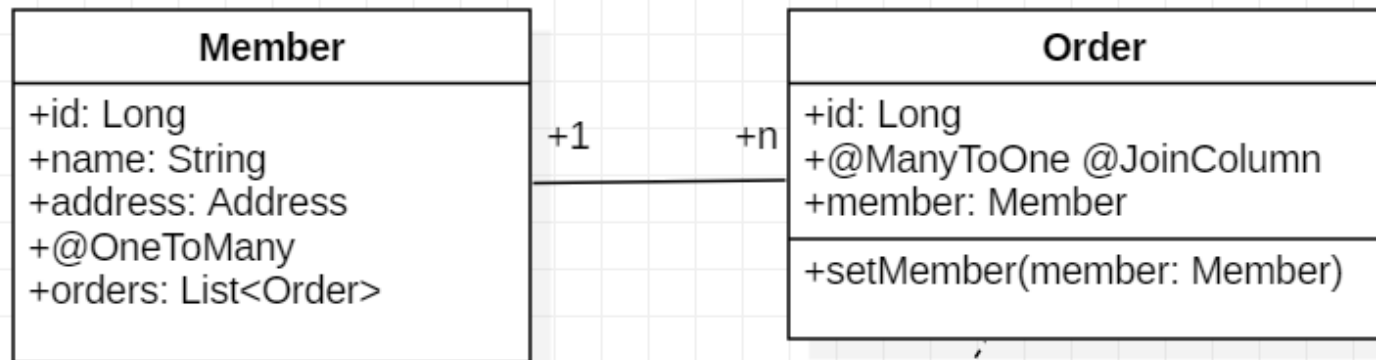 Member
+id: Long
+name: String
+address: Address
+@OneToMany
+orders: List<Order>
+1
+n
Order
+id: Long
+@ManyToOne @JoinColumn
+member: Member
+setMember(member: Member)